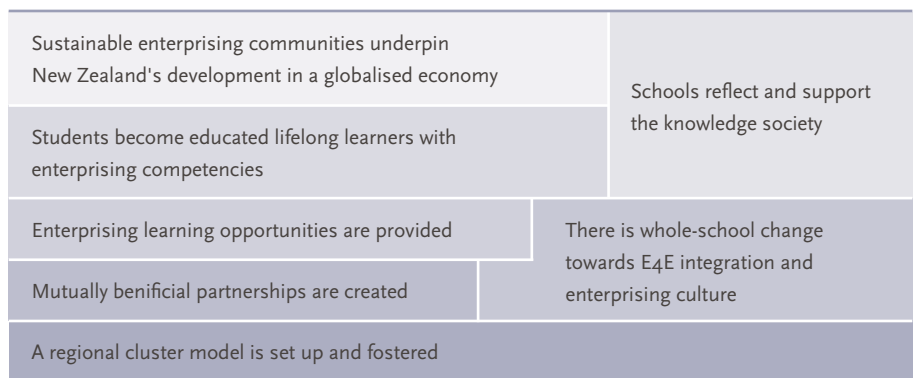 Sustainable enterprising communities underpin
New Zealand's development in a globalised economy
Schools reflect and support
the knowledge society
Students become educated lifelong learners with
enterprising competencies
Enterprising learning opportunities are provided
There is whole-school change
towards E4E integration and
enterprising culture
Mutually benificial partnerships are created
A regional cluster model is set up and fostered